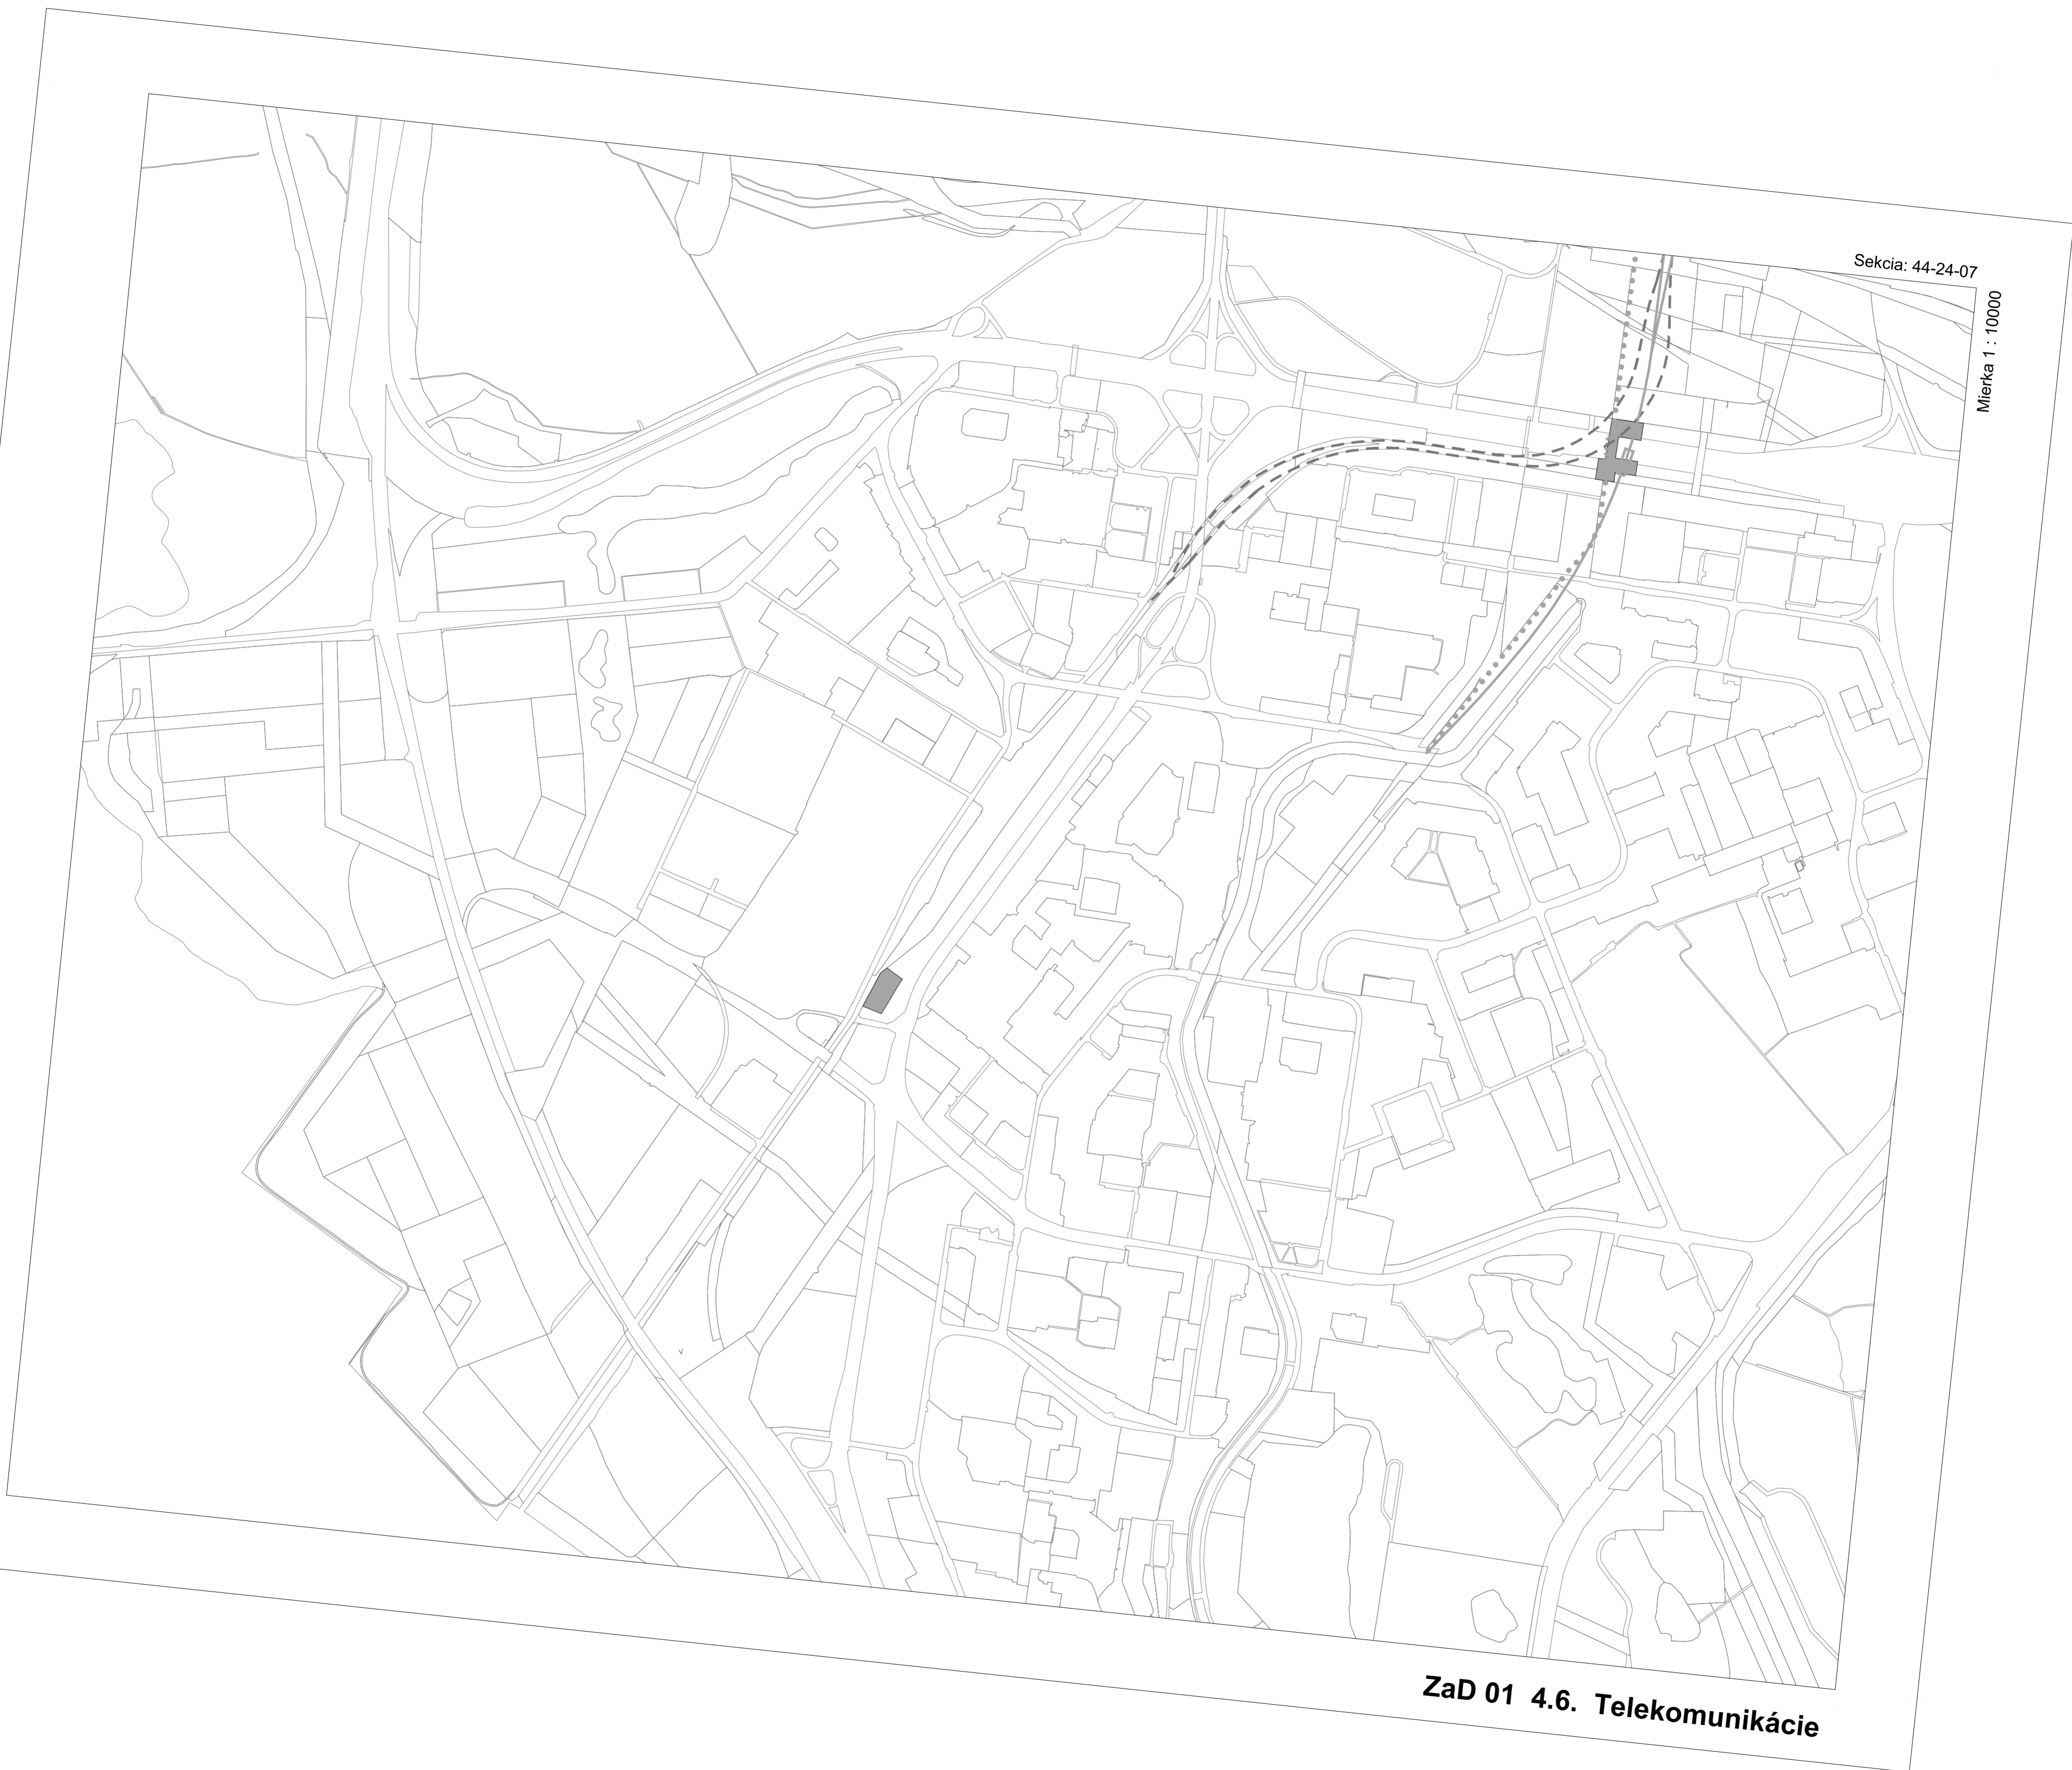 Sekcia: 44-24-07
Mierka 1 : 10000
ZaD 01 4.6. Telekomunikácie